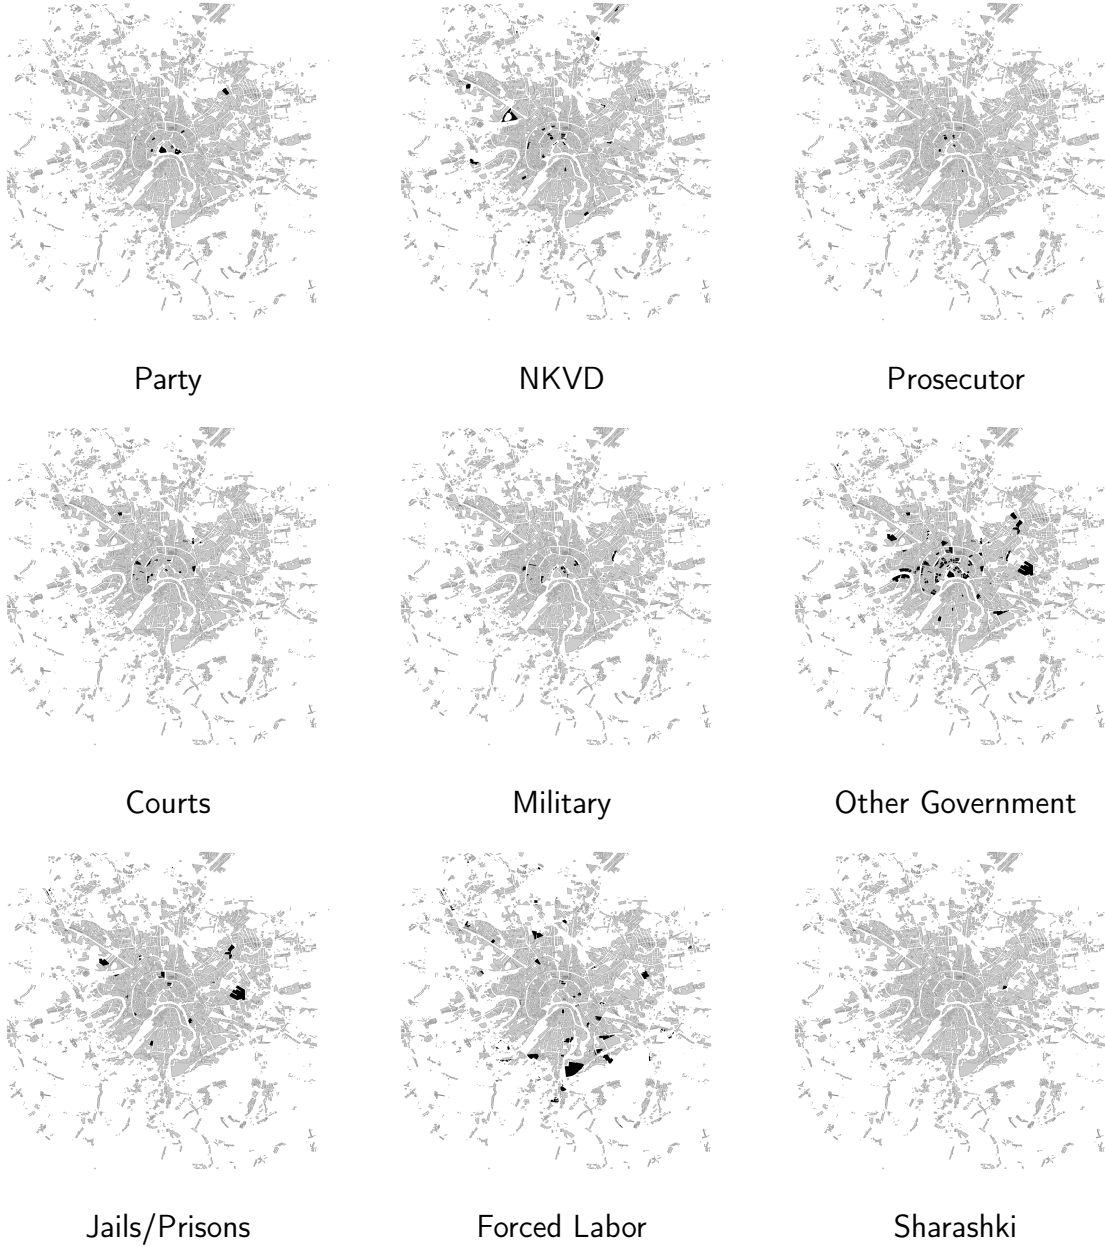 Party NKVD Prosecutor
Courts Military Other Government
Jails/Prisons Forced Labor Sharashki